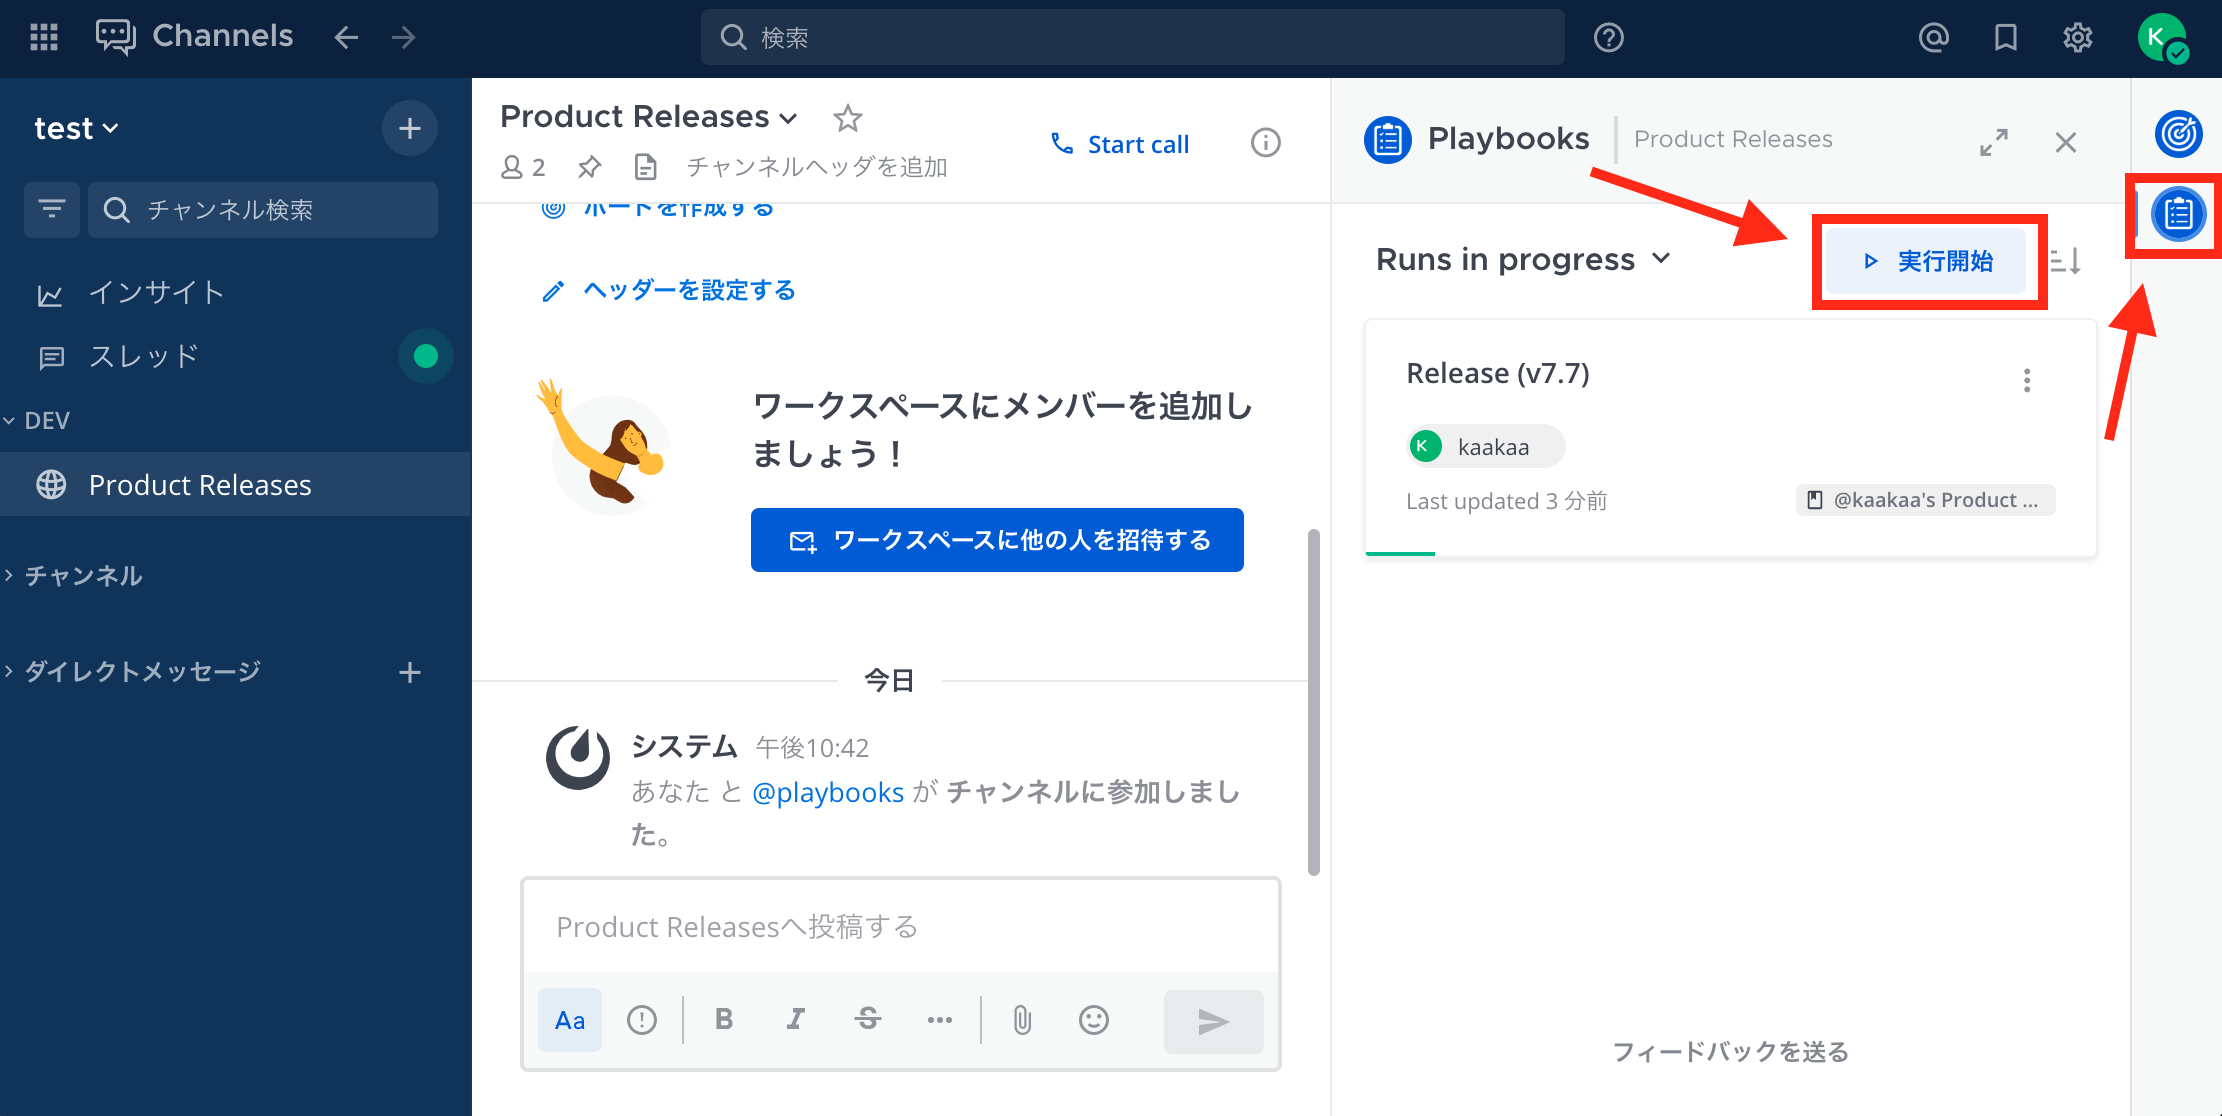 Channels
検索
K
test
チャンネル検索
インサイト
スレッド
DEV
Product Releases
チャンネル
ダイレクトメッセージ
Product Releases
2
チャンネルヘッダを追加
Start call
ボードを作成する
ヘッダーを設定する
ワークスペースにメンバーを追加し
ましょう！
ワークスペースに他の人を招待する
今日
システム 午後10:42
あなた と @playbooks が チャンネルに参加しまし
た。
Product Releasesへ投稿する
Aa
B I S
Playbooks
Product Releases
Runs in progress
実行開始
Release (v7.7)
K kaakaa
Last updated 3 分前
@kaakaa's Product ...
フィードバックを送る